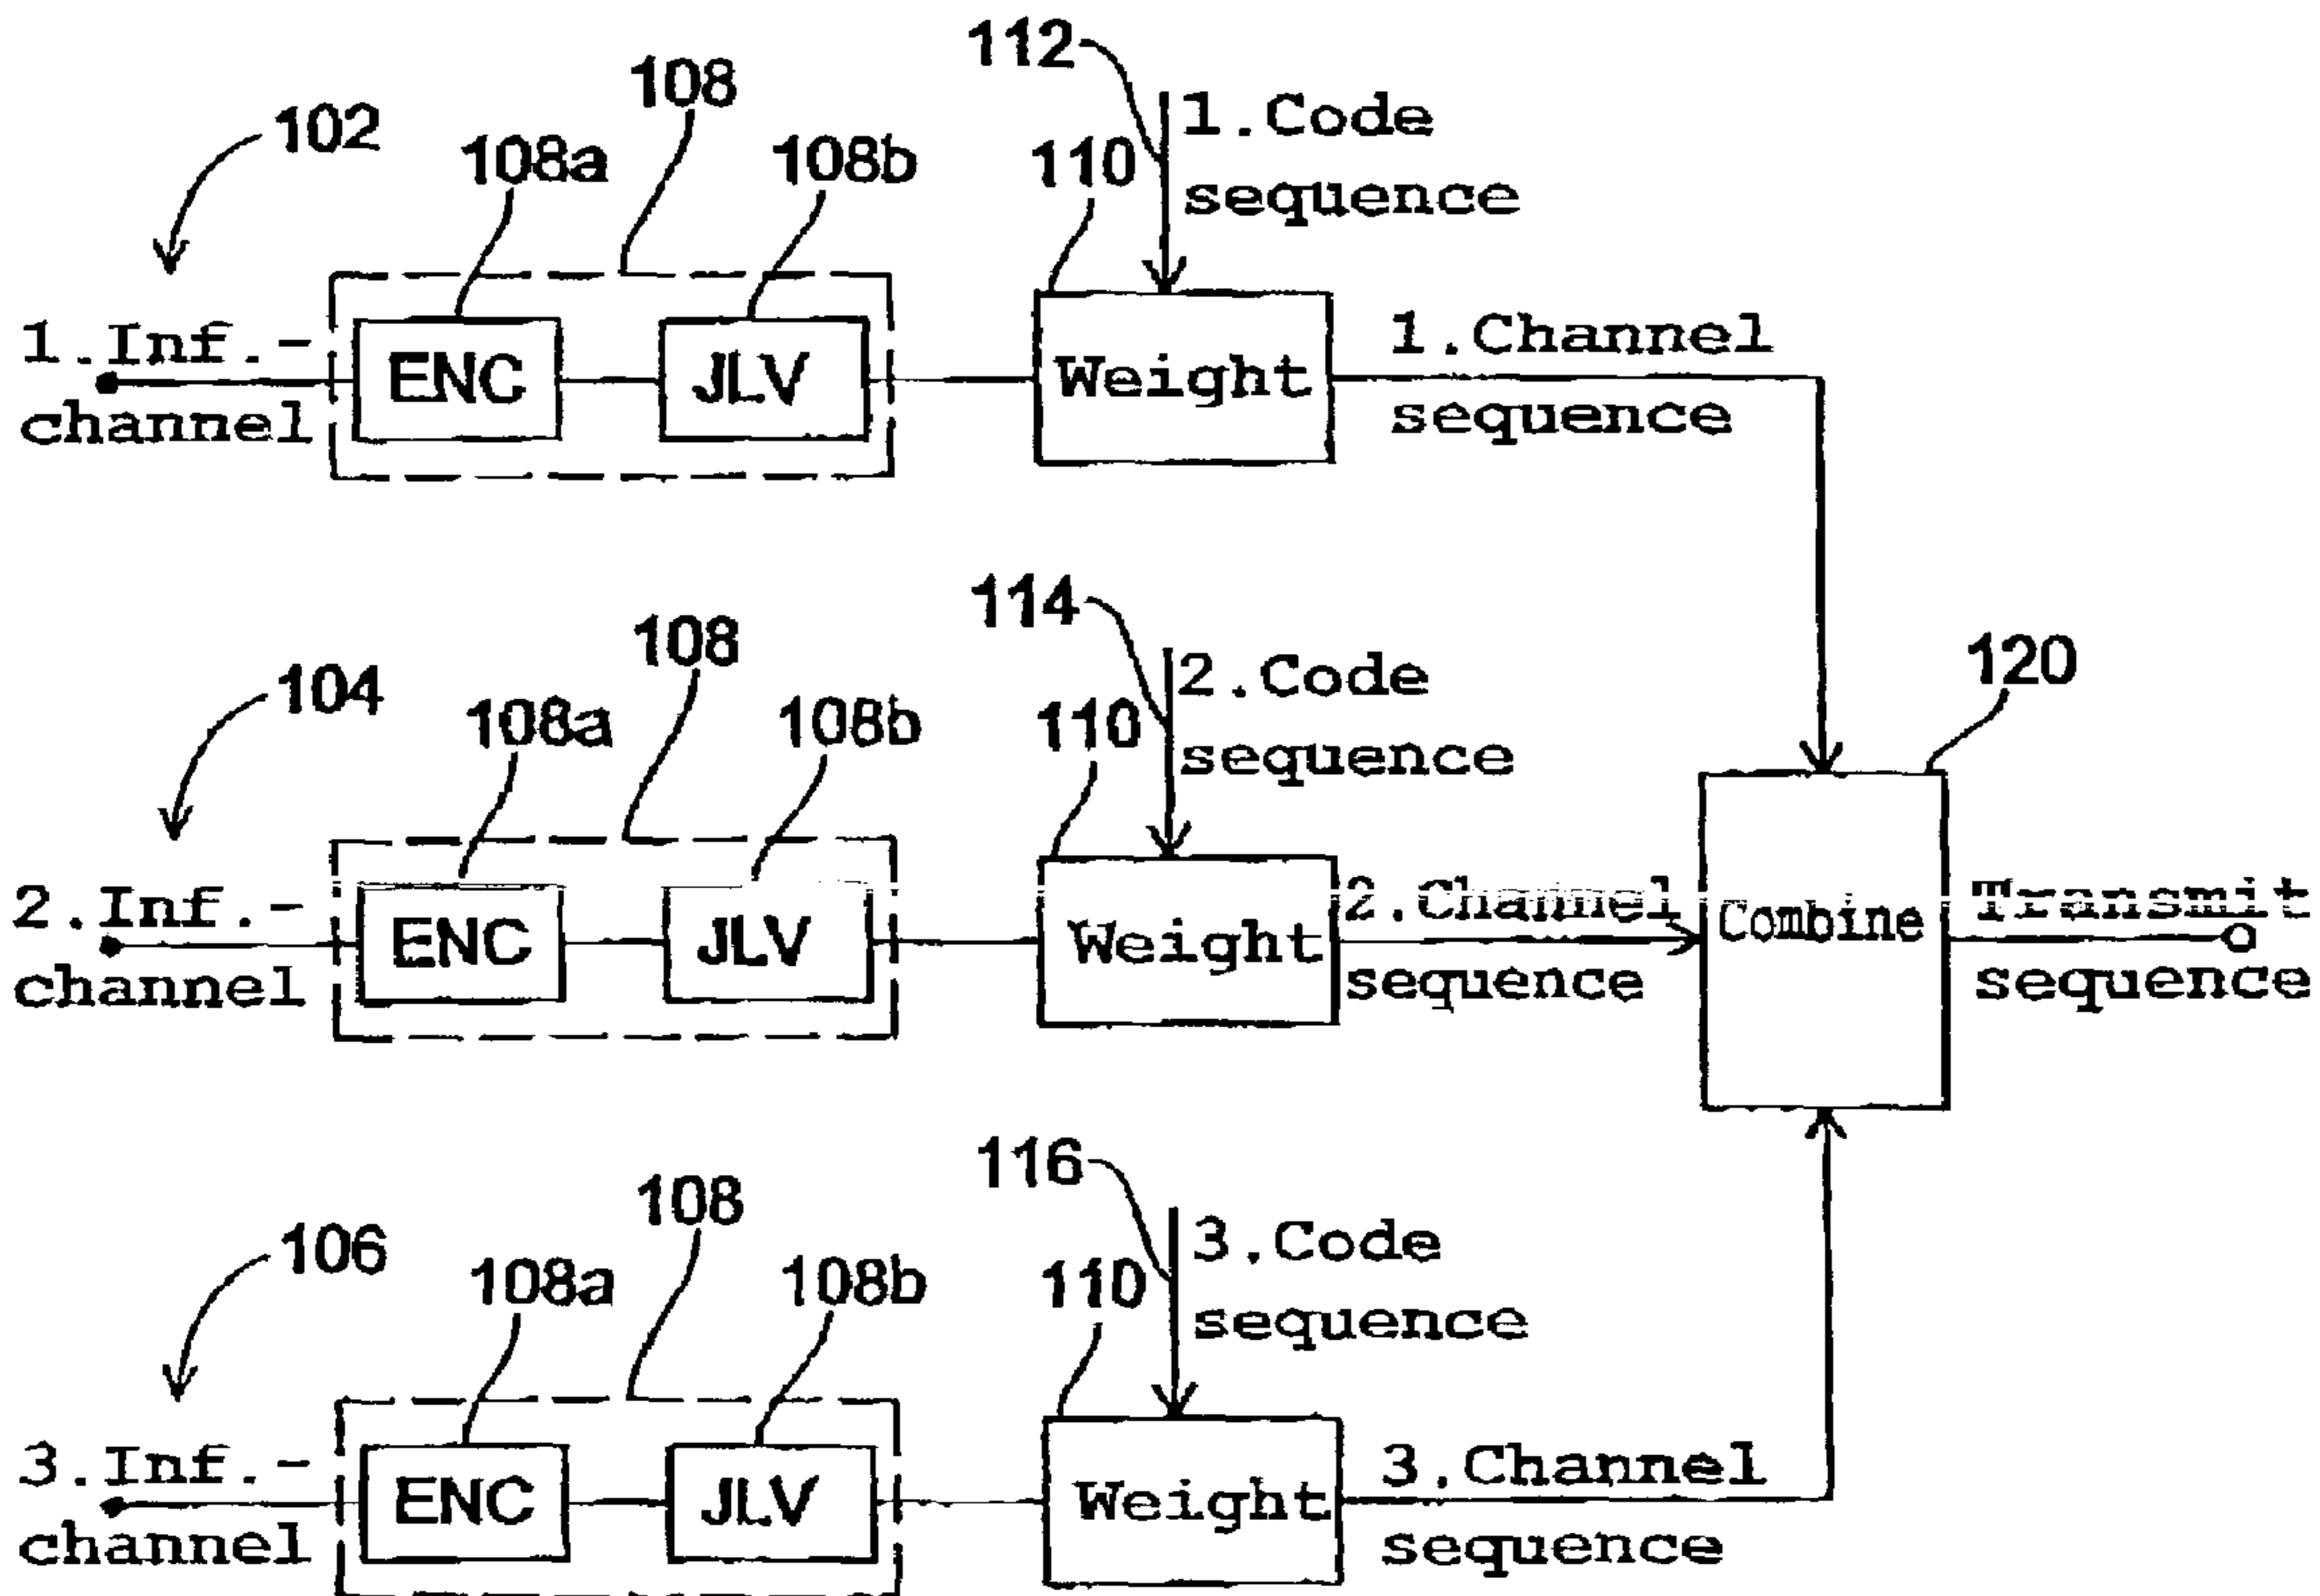 112
108
102
1.Code
108a
108b
110
sequence
1.Inf.-
1.Channel
ENC
JLV
Weight
channel
sequence
114
108
2.Code
120
104
108a
108b
110
sequence
2.Inf.-
2.Channel
Transmit
ENC
JLV
Weight
Combine
channel
sequence
sequence
116
108
3.Code
106
108a
108b
110
sequence
3.Inf.-
3.Channel
ENC
JLV
Weight
channel
sequence